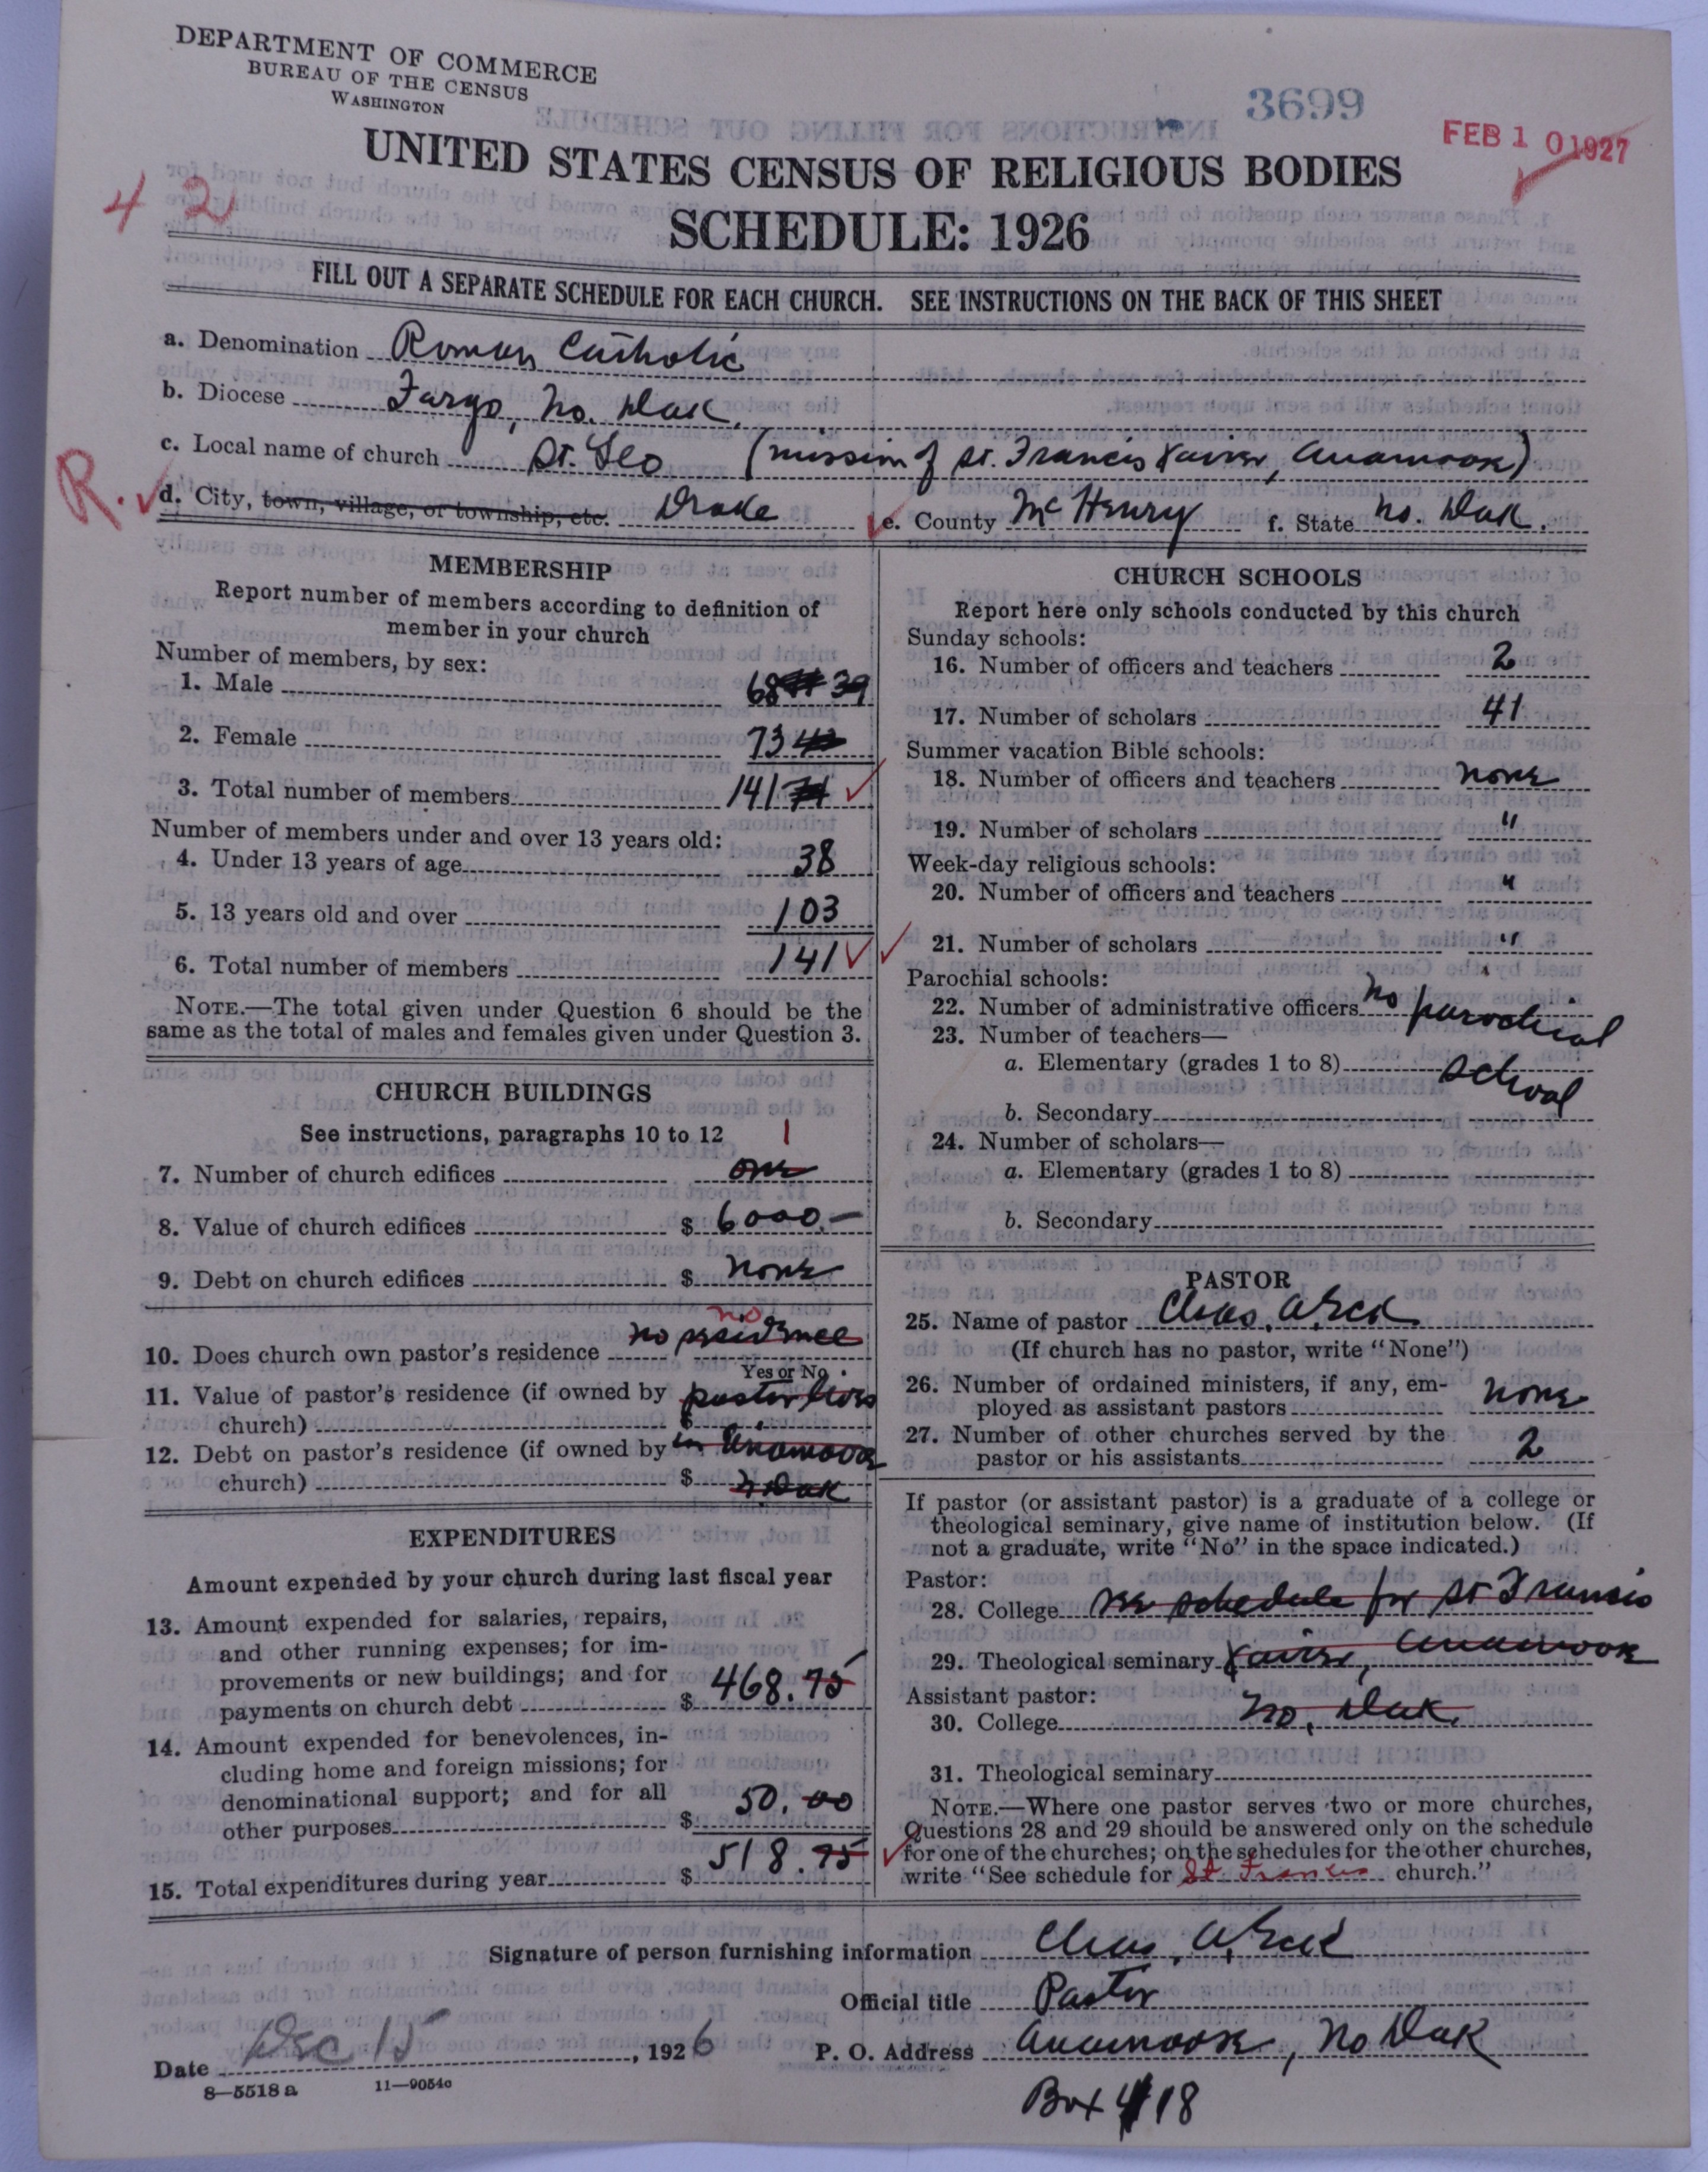 DEPARTMENT OF COMMERCE
BUREAU OF THE CENSUS
WASHINGTON
3699
FEB 10 1927
UNITED STATES CENSUS OF RELIGIOUS BODIES
42
SCHEDULE: 1926
FILL OUT A SEPARATE SCHEDULE FOR EACH CHURCH. SEE INSTRUCTIONS ON THE BACK OF THIS SHEET
a. Denomination Roman Catholic
b. Diocese Fargo, No. Dak.
c. Local name of church St. Leo (mission of St. Francis Xavier, Anamoose)
R. d. City, town, village, or township, etc. Drake e. County McHenry f. State No. Dak.
MEMBERSHIP
Report number of members according to definition of
member in your church
Number of members, by sex:
1. Male 68 39
2. Female 73
3. Total number of members 141
Number of members under and over 13 years old:
4. Under 13 years of age 38
5. 13 years old and over 103
6. Total number of members 141
NOTE.—The total given under Question 6 should be the
same as the total of males and females given under Question 3.
CHURCH BUILDINGS
See instructions, paragraphs 10 to 12 1
7. Number of church edifices one
8. Value of church edifices $ 6000.—
9. Debt on church edifices $ none
no
10. Does church own pastor's residence no residence
Yes or No
11. Value of pastor's residence (if owned by pastor lives
church) $
12. Debt on pastor's residence (if owned by in Anamoose
church) $ N Dak
EXPENDITURES
Amount expended by your church during last fiscal year
13. Amount expended for salaries, repairs,
and other running expenses; for im-
provements or new buildings; and for
payments on church debt $ 468.75
14. Amount expended for benevolences, in-
cluding home and foreign missions; for
denominational support; and for all
other purposes $ 50.00
15. Total expenditures during year $ 518.75
CHURCH SCHOOLS
Report here only schools conducted by this church
Sunday schools:
16. Number of officers and teachers 2
17. Number of scholars 41
Summer vacation Bible schools:
18. Number of officers and teachers none
19. Number of scholars "
Week-day religious schools:
20. Number of officers and teachers "
21. Number of scholars "
Parochial schools:
22. Number of administrative officers no parochial
23. Number of teachers—
a. Elementary (grades 1 to 8) school
b. Secondary
24. Number of scholars—
a. Elementary (grades 1 to 8)
b. Secondary
PASTOR
25. Name of pastor Chas. A. Eck
(If church has no pastor, write "None")
26. Number of ordained ministers, if any, em-
ployed as assistant pastors none
27. Number of other churches served by the
pastor or his assistants 2
If pastor (or assistant pastor) is a graduate of a college or
theological seminary, give name of institution below. (If
not a graduate, write "No" in the space indicated.)
Pastor:
28. College see schedule for St Francis
29. Theological seminary Xavier, Anamoose
Assistant pastor:
30. College No. Dak.
31. Theological seminary
NOTE.—Where one pastor serves two or more churches,
Questions 28 and 29 should be answered only on the schedule
for one of the churches; on the schedules for the other churches,
write "See schedule for St. Francis church."
Signature of person furnishing information Chas. A. Eck
Official title Pastor
Date Dec 15, 1926 P. O. Address Anamoose, No Dak
8—5518 a 11—9054c
Box 418